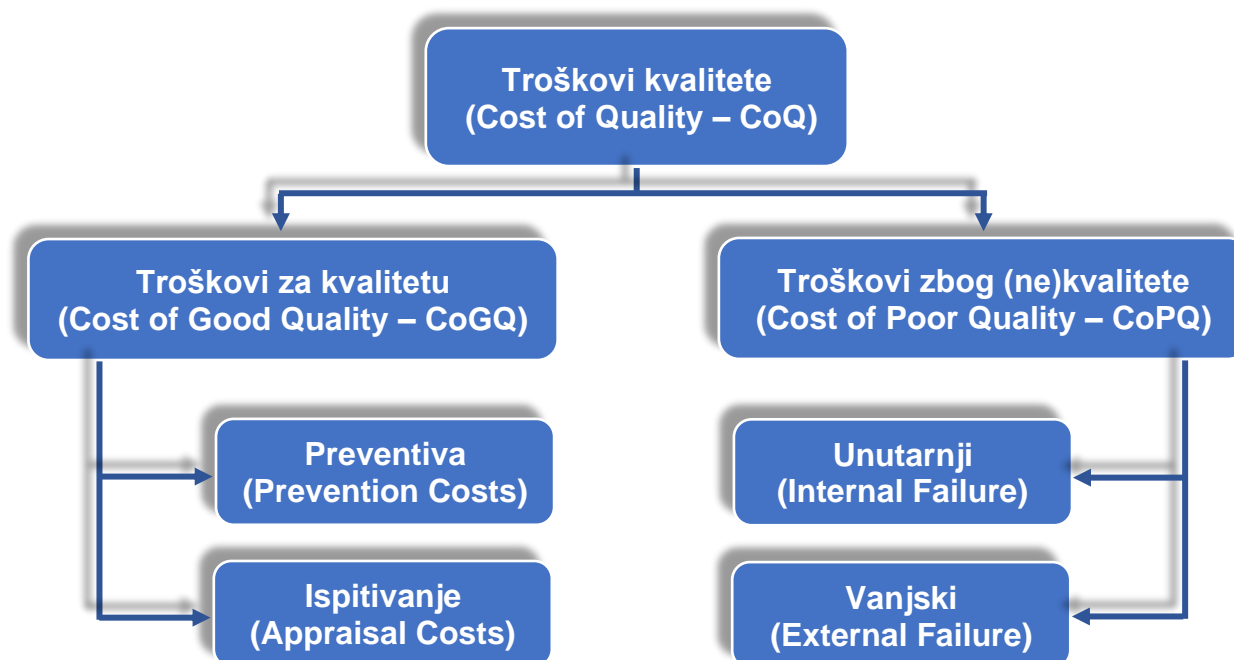 Troškovi kvalitete
(Cost of Quality – CoQ)
Troškovi za kvalitetu
(Cost of Good Quality – CoGQ)
Troškovi zbog (ne)kvalitete
(Cost of Poor Quality – CoPQ)
Preventiva
(Prevention Costs)
Unutarnji
(Internal Failure)
Ispitivanje
(Appraisal Costs)
Vanjski
(External Failure)